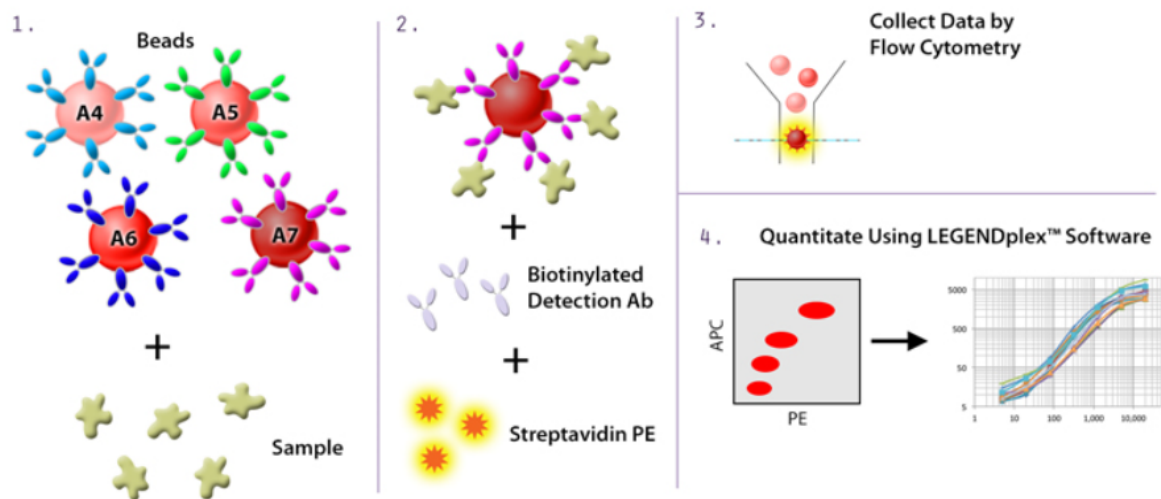 1.
Beads
A4
A5
A6
A7
+
Sample
2.
+
Biotinylated
Detection Ab
+
Streptavidin PE
3.
Collect Data by
Flow Cytometry
4.
Quantitate Using LEGENDplex™ Software
APC
PE
5000
500
50
5
1
10
100
1,000
10,000